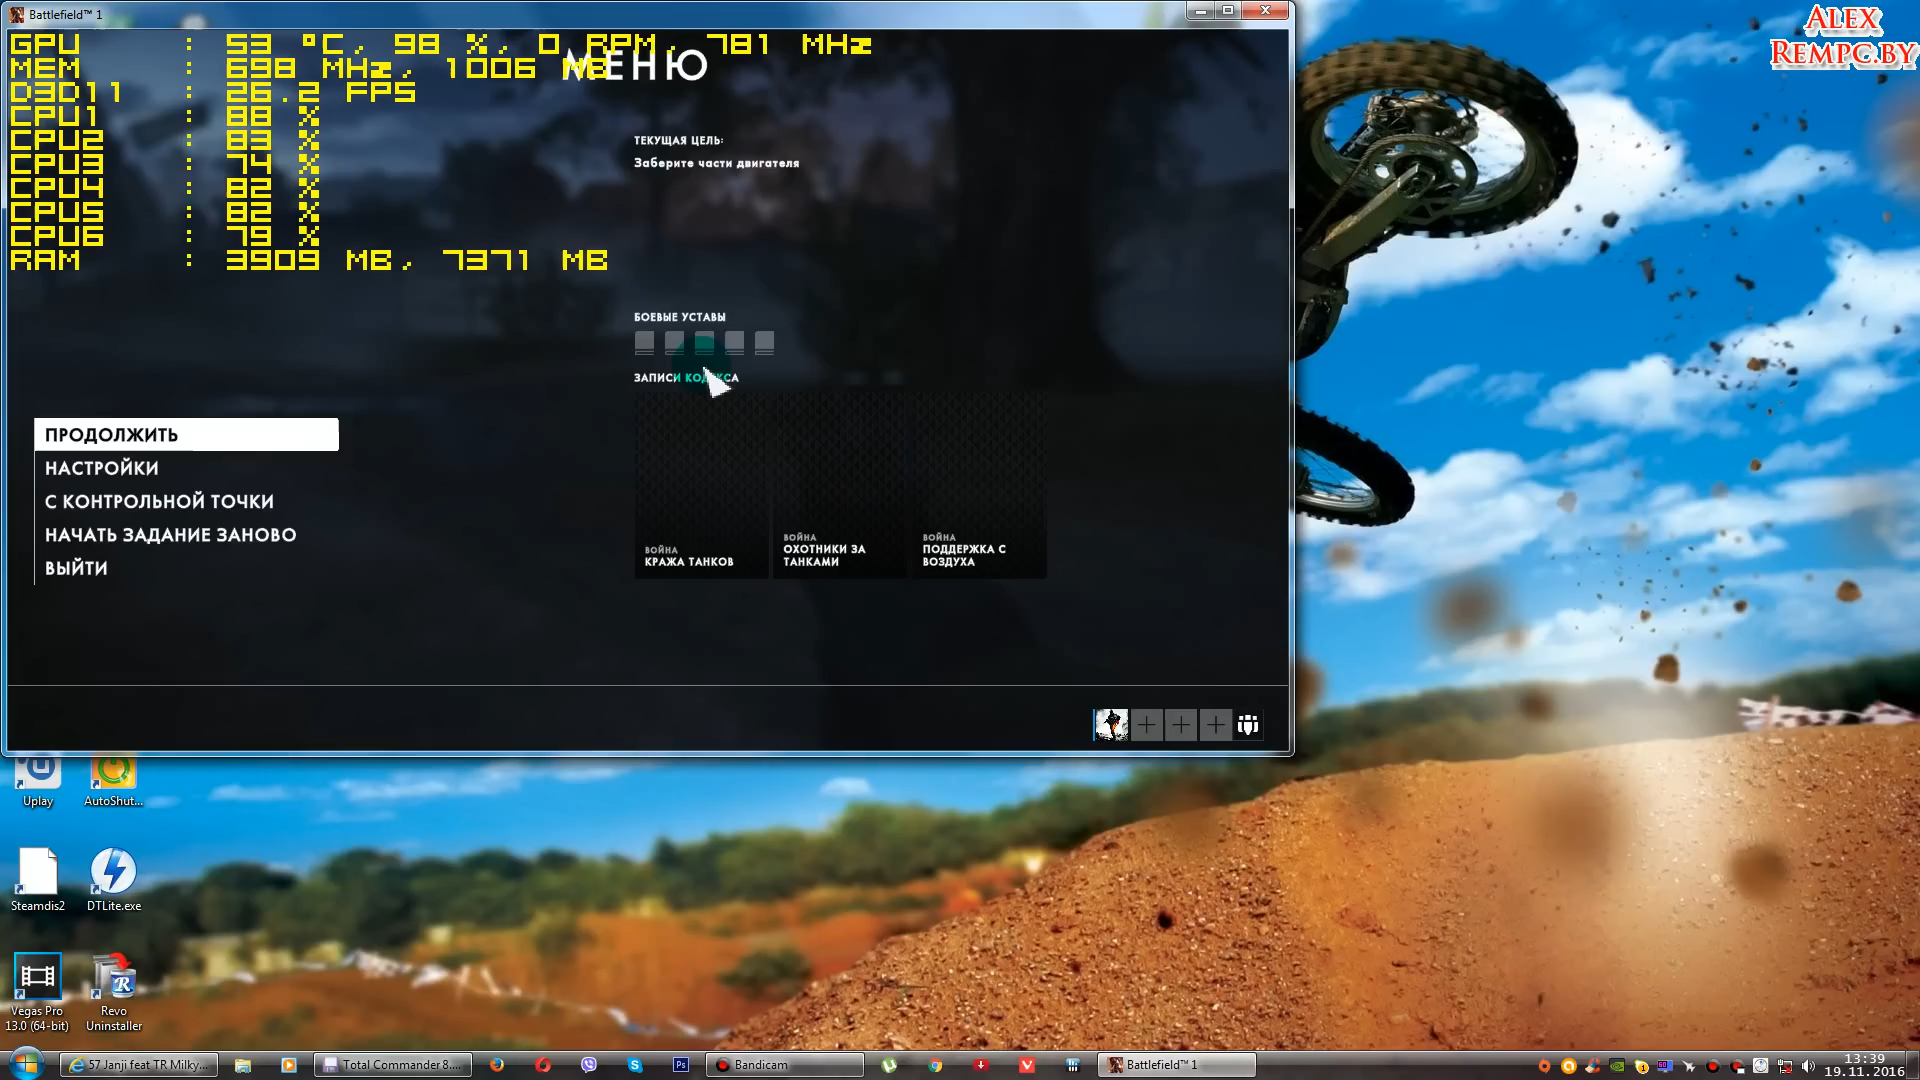 Battlefield™ 1
GPU : 53 °C, 98 %, 0 RPM, 781 MHz
MEM : 698 MHz, 1006 MB
МЕНЮ
D3D11 : 26.2 FPS
CPU1 : 88 %
CPU2 : 83 %
CPU3 : 74 %
CPU4 : 82 %
CPU5 : 82 %
CPU6 : 79 %
RAM : 3909 MB, 7371 MB
ТЕКУЩАЯ ЦЕЛЬ:
Заберите части двигателя
БОЕВЫЕ УСТАВЫ
ЗАПИСИ КОДЕКСА
ПРОДОЛЖИТЬ
НАСТРОЙКИ
С КОНТРОЛЬНОЙ ТОЧКИ
НАЧАТЬ ЗАДАНИЕ ЗАНОВО
ВЫЙТИ
ВОЙНА
КРАЖА ТАНКОВ
ВОЙНА
ОХОТНИКИ ЗА
ТАНКАМИ
ВОЙНА
ПОДДЕРЖКА С
ВОЗДУХА
ALEX
REMPC.BY
Uplay
AutoShut...
Steamdis2
DTLite.exe
Vegas Pro
13.0 (64-bit)
Revo
Uninstaller
57 Janji feat TR Milky...
Total Commander 8....
Ps
Bandicam
Battlefield™ 1
13:39
19.11.2016